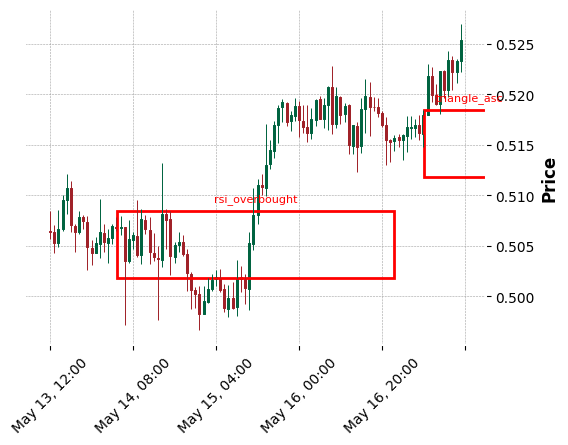 0.525
0.520
0.515
0.510
0.505
0.500
Price
triangle_asc
rsi_overbought
May 13, 12:00
May 14, 08:00
May 15, 04:00
May 16, 00:00
May 16, 20:00